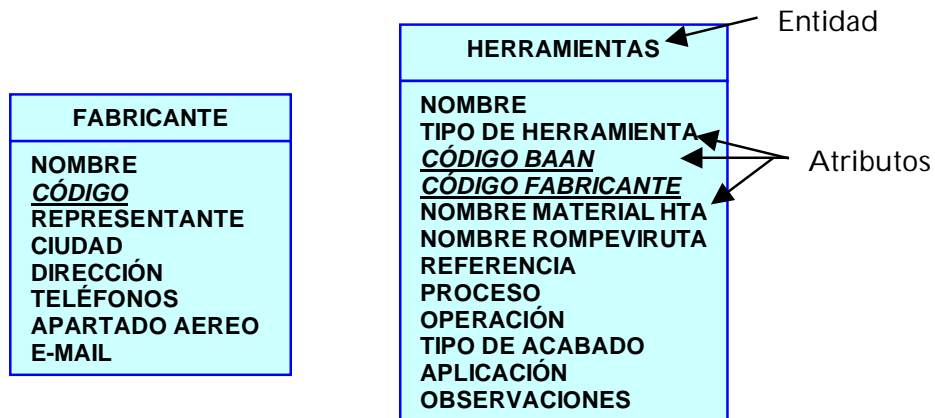 FABRICANTE
NOMBRE
CÓDIGO
REPRESENTANTE
CIUDAD
DIRECCIÓN
TELÉFONOS
APARTADO AEREO
E-MAIL
HERRAMIENTAS
NOMBRE
TIPO DE HERRAMIENTA
CÓDIGO BAAN
CÓDIGO FABRICANTE
NOMBRE MATERIAL HTA
NOMBRE ROMPEVIRUTA
REFERENCIA
PROCESO
OPERACIÓN
TIPO DE ACABADO
APLICACIÓN
OBSERVACIONES
Entidad
Atributos